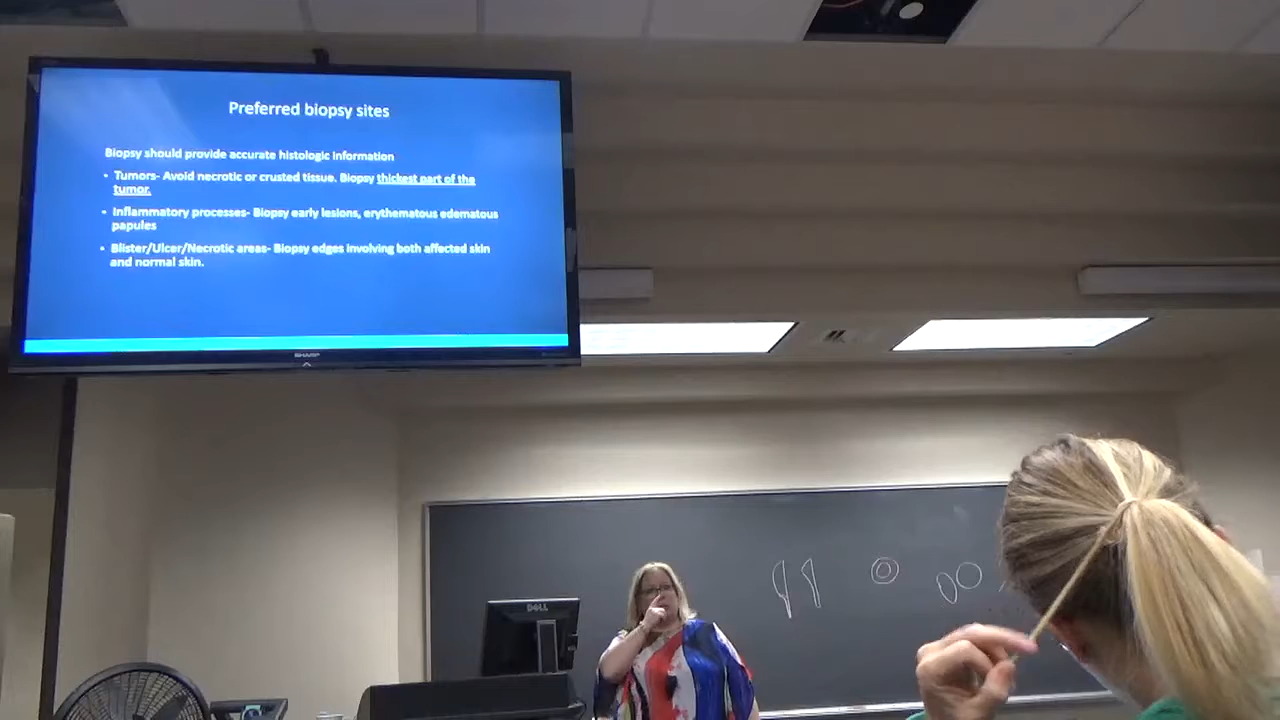 Preferred biopsy sites
Biopsy should provide accurate histologic information
• Tumors- Avoid necrotic or crusted tissue. Biopsy thickest part of the
tumor.
• Inflammatory processes- Biopsy early lesions, erythematous edematous
papules
• Blister/Ulcer/Necrotic areas- Biopsy edges involving both affected skin
and normal skin.
SHARP
DELL